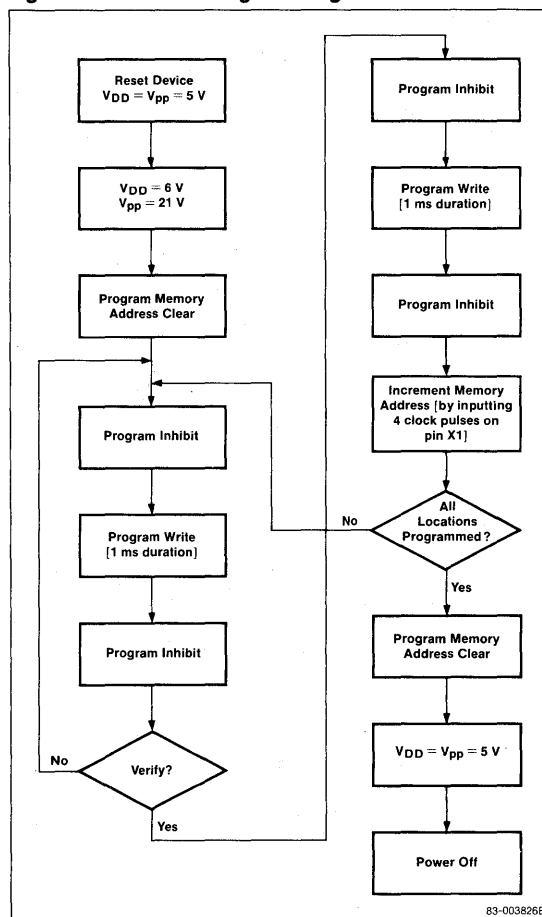 Reset Device
VDD = Vpp = 5 V
VDD = 6 V
Vpp = 21 V
Program Memory
Address Clear
Program Inhibit
Program Write
[1 ms duration]
Program Inhibit
Verify?
No
Yes
Program Inhibit
Program Write
[1 ms duration]
Program Inhibit
Increment Memory
Address [by inputting
4 clock pulses on
pin X1]
All
Locations
Programmed?
No
Yes
Program Memory
Address Clear
VDD = Vpp = 5 V
Power Off
83-003826B